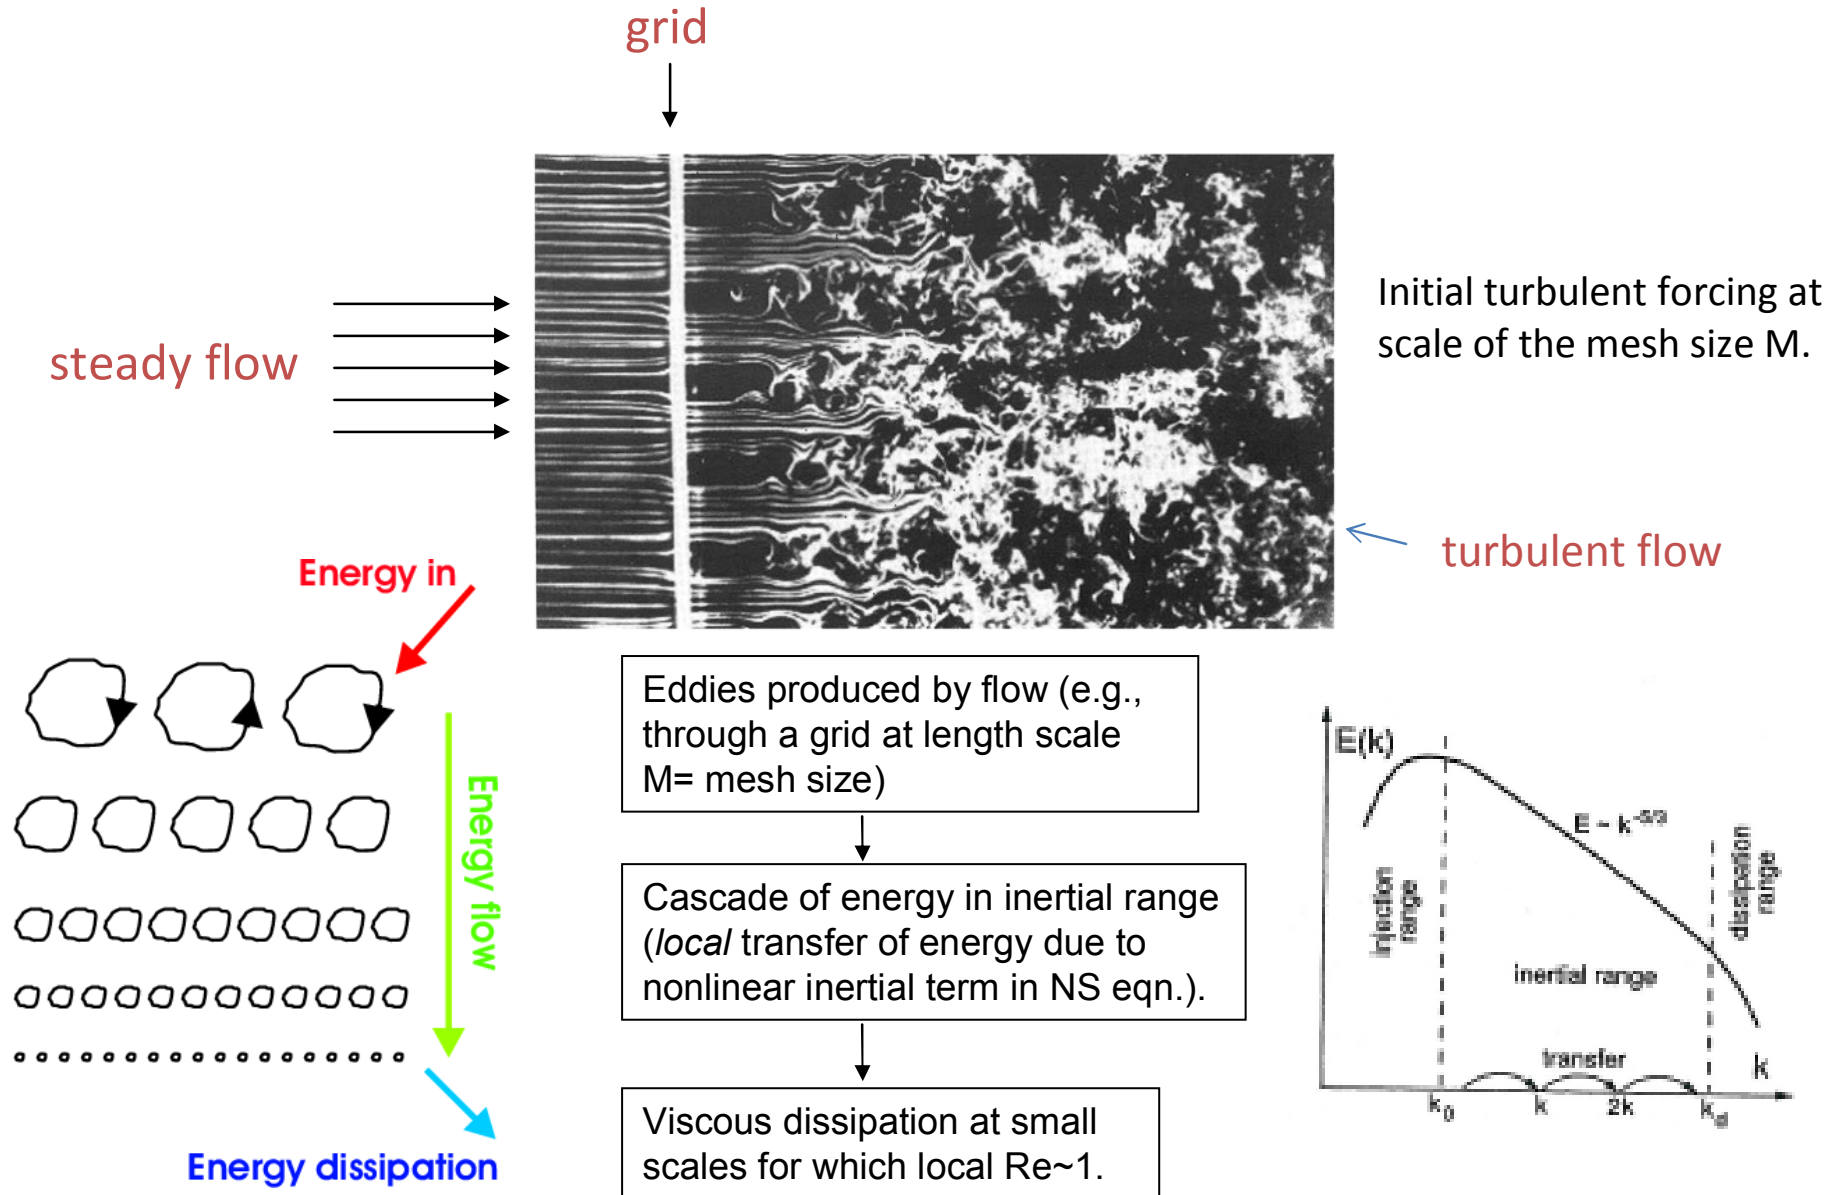 grid
steady flow
Initial turbulent forcing at
scale of the mesh size M.
turbulent flow
Energy in
Energy flow
Energy dissipation
Eddies produced by flow (e.g.,
through a grid at length scale
M= mesh size)
Cascade of energy in inertial range
(local transfer of energy due to
nonlinear inertial term in NS eqn.).
Viscous dissipation at small
scales for which local Re~1.
E(k)
E ~ k^-5/3
injection
range
inertial range
dissipation
range
transfer
k
k₀
k
2k
k_d